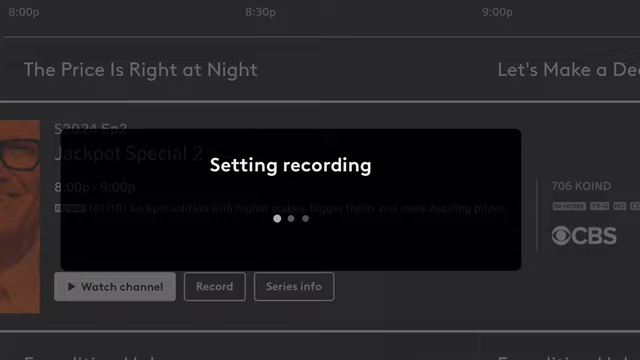 8:00p 8:30p 9:00p
The Price Is Right at Night Let's Make a De
S2024 Ep2
Jackpot Special 2
Setting recording
8:00p - 9:00p
(01/10) Jackpot edition with higher stakes, bigger thrills and more dazzling prizes.
706 KOIND
IN-HOME TV-G HD CC
CBS
Watch channel Record Series info